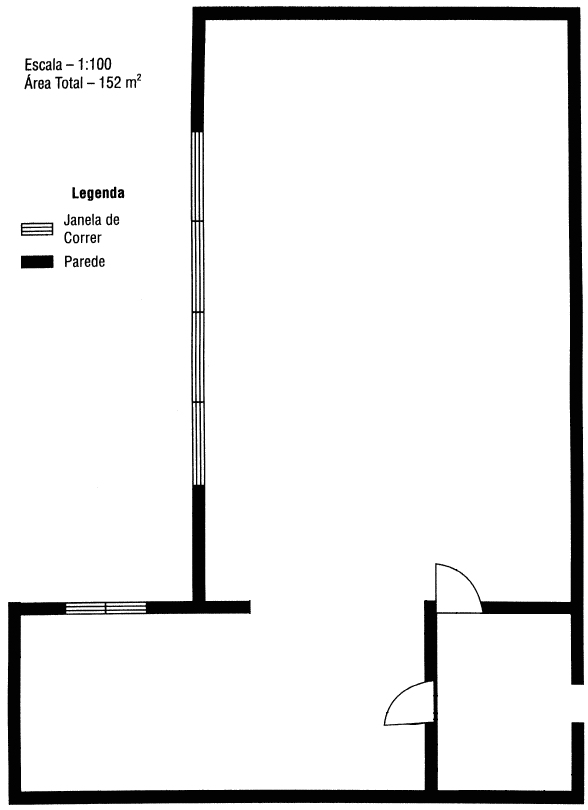 Escala – 1:100
Área Total – 152 m²
Legenda
Janela de
Correr
Parede